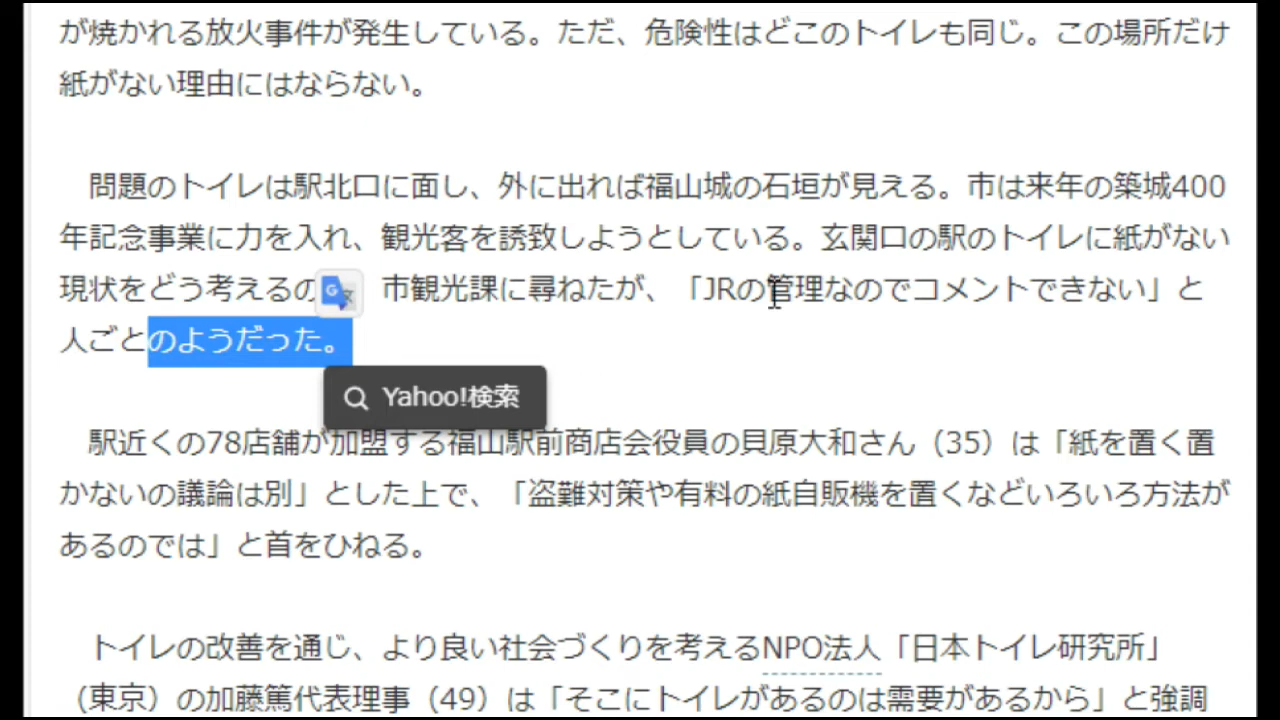 が焼かれる放火事件が発生している。ただ、危険性はどこのトイレも同じ。この場所だけ
紙がない理由にはならない。
問題のトイレは駅北口に面し、外に出れば福山城の石垣が見える。市は来年の築城400
年記念事業に力を入れ、観光客を誘致しようとしている。玄関口の駅のトイレに紙がない
現状をどう考えるの 市観光課に尋ねたが、「JRの管理なのでコメントできない」と
人ごとのようだった。
Yahoo!検索
駅近くの78店舗が加盟する福山駅前商店会役員の貝原大和さん（35）は「紙を置く置
かないの議論は別」とした上で、「盗難対策や有料の紙自販機を置くなどいろいろ方法が
あるのでは」と首をひねる。
トイレの改善を通じ、より良い社会づくりを考えるNPO法人「日本トイレ研究所」
（東京）の加藤篤代表理事（49）は「そこにトイレがあるのは需要があるから」と強調